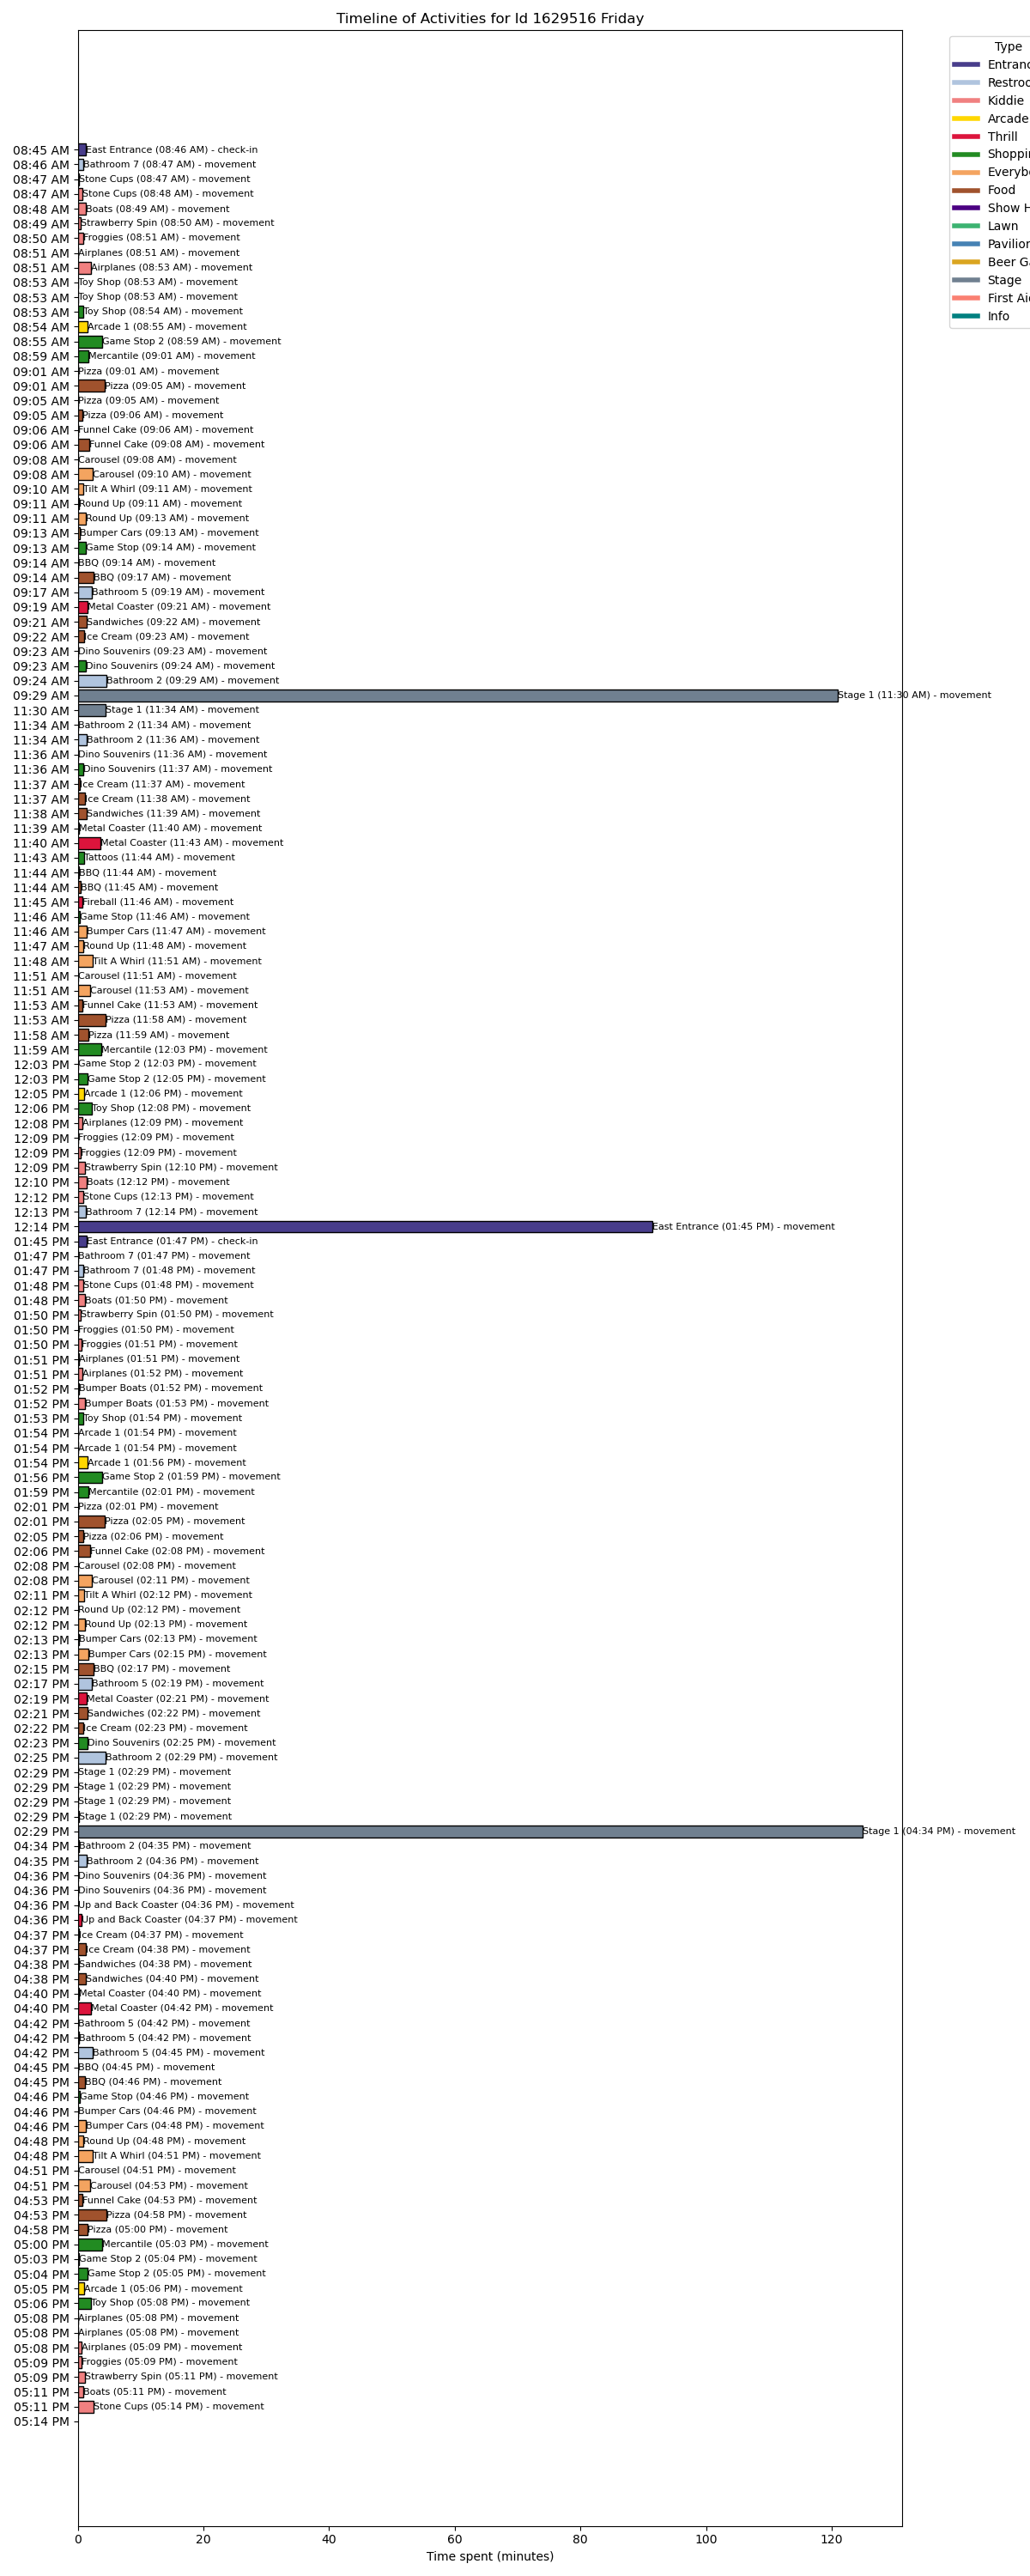 Timeline of Activities for Id 1629516 Friday
Type
Entranc
Restroo
Kiddie
Arcade
Thrill
Shoppin
Everybo
Food
Show H
Lawn
Pavilion
Beer Ga
Stage
First Aid
Info
08:45 AM East Entrance (08:46 AM) - check-in
08:46 AM Bathroom 7 (08:47 AM) - movement
08:47 AM Stone Cups (08:47 AM) - movement
08:47 AM Stone Cups (08:48 AM) - movement
08:48 AM Boats (08:49 AM) - movement
08:49 AM Strawberry Spin (08:50 AM) - movement
08:50 AM Froggies (08:51 AM) - movement
08:51 AM Airplanes (08:51 AM) - movement
08:51 AM Airplanes (08:53 AM) - movement
08:53 AM Toy Shop (08:53 AM) - movement
08:53 AM Toy Shop (08:53 AM) - movement
08:53 AM Toy Shop (08:54 AM) - movement
08:54 AM Arcade 1 (08:55 AM) - movement
08:55 AM Game Stop 2 (08:59 AM) - movement
08:59 AM Mercantile (09:01 AM) - movement
09:01 AM Pizza (09:01 AM) - movement
09:01 AM Pizza (09:05 AM) - movement
09:05 AM Pizza (09:05 AM) - movement
09:05 AM Pizza (09:06 AM) - movement
09:06 AM Funnel Cake (09:06 AM) - movement
09:06 AM Funnel Cake (09:08 AM) - movement
09:08 AM Carousel (09:08 AM) - movement
09:08 AM Carousel (09:10 AM) - movement
09:10 AM Tilt A Whirl (09:11 AM) - movement
09:11 AM Round Up (09:11 AM) - movement
09:11 AM Round Up (09:13 AM) - movement
09:13 AM Bumper Cars (09:13 AM) - movement
09:13 AM Game Stop (09:14 AM) - movement
09:14 AM BBQ (09:14 AM) - movement
09:14 AM BBQ (09:17 AM) - movement
09:17 AM Bathroom 5 (09:19 AM) - movement
09:19 AM Metal Coaster (09:21 AM) - movement
09:21 AM Sandwiches (09:22 AM) - movement
09:22 AM Ice Cream (09:23 AM) - movement
09:23 AM Dino Souvenirs (09:23 AM) - movement
09:23 AM Dino Souvenirs (09:24 AM) - movement
09:24 AM Bathroom 2 (09:29 AM) - movement
09:29 AM Stage 1 (11:30 AM) - movement
11:30 AM Stage 1 (11:34 AM) - movement
11:34 AM Bathroom 2 (11:34 AM) - movement
11:34 AM Bathroom 2 (11:36 AM) - movement
11:36 AM Dino Souvenirs (11:36 AM) - movement
11:36 AM Dino Souvenirs (11:37 AM) - movement
11:37 AM Ice Cream (11:37 AM) - movement
11:37 AM Ice Cream (11:38 AM) - movement
11:38 AM Sandwiches (11:39 AM) - movement
11:39 AM Metal Coaster (11:40 AM) - movement
11:40 AM Metal Coaster (11:43 AM) - movement
11:43 AM Tattoos (11:44 AM) - movement
11:44 AM BBQ (11:44 AM) - movement
11:44 AM BBQ (11:45 AM) - movement
11:45 AM Fireball (11:46 AM) - movement
11:46 AM Game Stop (11:46 AM) - movement
11:46 AM Bumper Cars (11:47 AM) - movement
11:47 AM Round Up (11:48 AM) - movement
11:48 AM Tilt A Whirl (11:51 AM) - movement
11:51 AM Carousel (11:51 AM) - movement
11:51 AM Carousel (11:53 AM) - movement
11:53 AM Funnel Cake (11:53 AM) - movement
11:53 AM Pizza (11:58 AM) - movement
11:58 AM Pizza (11:59 AM) - movement
11:59 AM Mercantile (12:03 PM) - movement
12:03 PM Game Stop 2 (12:03 PM) - movement
12:03 PM Game Stop 2 (12:05 PM) - movement
12:05 PM Arcade 1 (12:06 PM) - movement
12:06 PM Toy Shop (12:08 PM) - movement
12:08 PM Airplanes (12:09 PM) - movement
12:09 PM Froggies (12:09 PM) - movement
12:09 PM Froggies (12:09 PM) - movement
12:09 PM Strawberry Spin (12:10 PM) - movement
12:10 PM Boats (12:12 PM) - movement
12:12 PM Stone Cups (12:13 PM) - movement
12:13 PM Bathroom 7 (12:14 PM) - movement
12:14 PM East Entrance (01:45 PM) - movement
01:45 PM East Entrance (01:47 PM) - check-in
01:47 PM Bathroom 7 (01:47 PM) - movement
01:47 PM Bathroom 7 (01:48 PM) - movement
01:48 PM Stone Cups (01:48 PM) - movement
01:48 PM Boats (01:50 PM) - movement
01:50 PM Strawberry Spin (01:50 PM) - movement
01:50 PM Froggies (01:50 PM) - movement
01:50 PM Froggies (01:51 PM) - movement
01:51 PM Airplanes (01:51 PM) - movement
01:51 PM Airplanes (01:52 PM) - movement
01:52 PM Bumper Boats (01:52 PM) - movement
01:52 PM Bumper Boats (01:53 PM) - movement
01:53 PM Toy Shop (01:54 PM) - movement
01:54 PM Arcade 1 (01:54 PM) - movement
01:54 PM Arcade 1 (01:54 PM) - movement
01:54 PM Arcade 1 (01:56 PM) - movement
01:56 PM Game Stop 2 (01:59 PM) - movement
01:59 PM Mercantile (02:01 PM) - movement
02:01 PM Pizza (02:01 PM) - movement
02:01 PM Pizza (02:05 PM) - movement
02:05 PM Pizza (02:06 PM) - movement
02:06 PM Funnel Cake (02:08 PM) - movement
02:08 PM Carousel (02:08 PM) - movement
02:08 PM Carousel (02:11 PM) - movement
02:11 PM Tilt A Whirl (02:12 PM) - movement
02:12 PM Round Up (02:12 PM) - movement
02:12 PM Round Up (02:13 PM) - movement
02:13 PM Bumper Cars (02:13 PM) - movement
02:13 PM Bumper Cars (02:15 PM) - movement
02:15 PM BBQ (02:17 PM) - movement
02:17 PM Bathroom 5 (02:19 PM) - movement
02:19 PM Metal Coaster (02:21 PM) - movement
02:21 PM Sandwiches (02:22 PM) - movement
02:22 PM Ice Cream (02:23 PM) - movement
02:23 PM Dino Souvenirs (02:25 PM) - movement
02:25 PM Bathroom 2 (02:29 PM) - movement
02:29 PM Stage 1 (02:29 PM) - movement
02:29 PM Stage 1 (02:29 PM) - movement
02:29 PM Stage 1 (02:29 PM) - movement
02:29 PM Stage 1 (02:29 PM) - movement
02:29 PM Stage 1 (04:34 PM) - movement
04:34 PM Bathroom 2 (04:35 PM) - movement
04:35 PM Bathroom 2 (04:36 PM) - movement
04:36 PM Dino Souvenirs (04:36 PM) - movement
04:36 PM Dino Souvenirs (04:36 PM) - movement
04:36 PM Up and Back Coaster (04:36 PM) - movement
04:36 PM Up and Back Coaster (04:37 PM) - movement
04:37 PM Ice Cream (04:37 PM) - movement
04:37 PM Ice Cream (04:38 PM) - movement
04:38 PM Sandwiches (04:38 PM) - movement
04:38 PM Sandwiches (04:40 PM) - movement
04:40 PM Metal Coaster (04:40 PM) - movement
04:40 PM Metal Coaster (04:42 PM) - movement
04:42 PM Bathroom 5 (04:42 PM) - movement
04:42 PM Bathroom 5 (04:42 PM) - movement
04:42 PM Bathroom 5 (04:45 PM) - movement
04:45 PM BBQ (04:45 PM) - movement
04:45 PM BBQ (04:46 PM) - movement
04:46 PM Game Stop (04:46 PM) - movement
04:46 PM Bumper Cars (04:46 PM) - movement
04:46 PM Bumper Cars (04:48 PM) - movement
04:48 PM Round Up (04:48 PM) - movement
04:48 PM Tilt A Whirl (04:51 PM) - movement
04:51 PM Carousel (04:51 PM) - movement
04:51 PM Carousel (04:53 PM) - movement
04:53 PM Funnel Cake (04:53 PM) - movement
04:53 PM Pizza (04:58 PM) - movement
04:58 PM Pizza (05:00 PM) - movement
05:00 PM Mercantile (05:03 PM) - movement
05:03 PM Game Stop 2 (05:04 PM) - movement
05:04 PM Game Stop 2 (05:05 PM) - movement
05:05 PM Arcade 1 (05:06 PM) - movement
05:06 PM Toy Shop (05:08 PM) - movement
05:08 PM Airplanes (05:08 PM) - movement
05:08 PM Airplanes (05:08 PM) - movement
05:08 PM Airplanes (05:09 PM) - movement
05:09 PM Froggies (05:09 PM) - movement
05:09 PM Strawberry Spin (05:11 PM) - movement
05:11 PM Boats (05:11 PM) - movement
05:11 PM Stone Cups (05:14 PM) - movement
05:14 PM
0 20 40 60 80 100 120
Time spent (minutes)